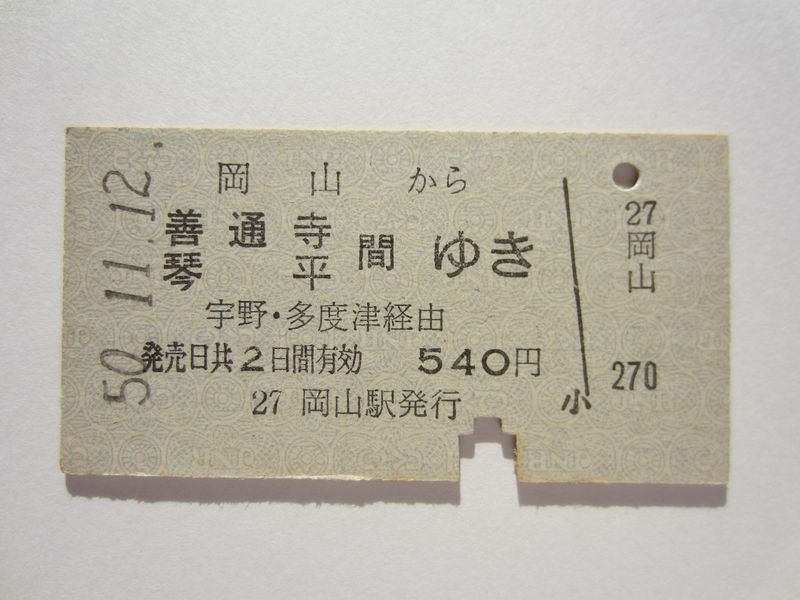 岡山から
善通寺
琴平
間ゆき
宇野・多度津経由
発売日共2日間有効 540円
27 岡山駅発行
50.11.12.
小
27
岡山
270